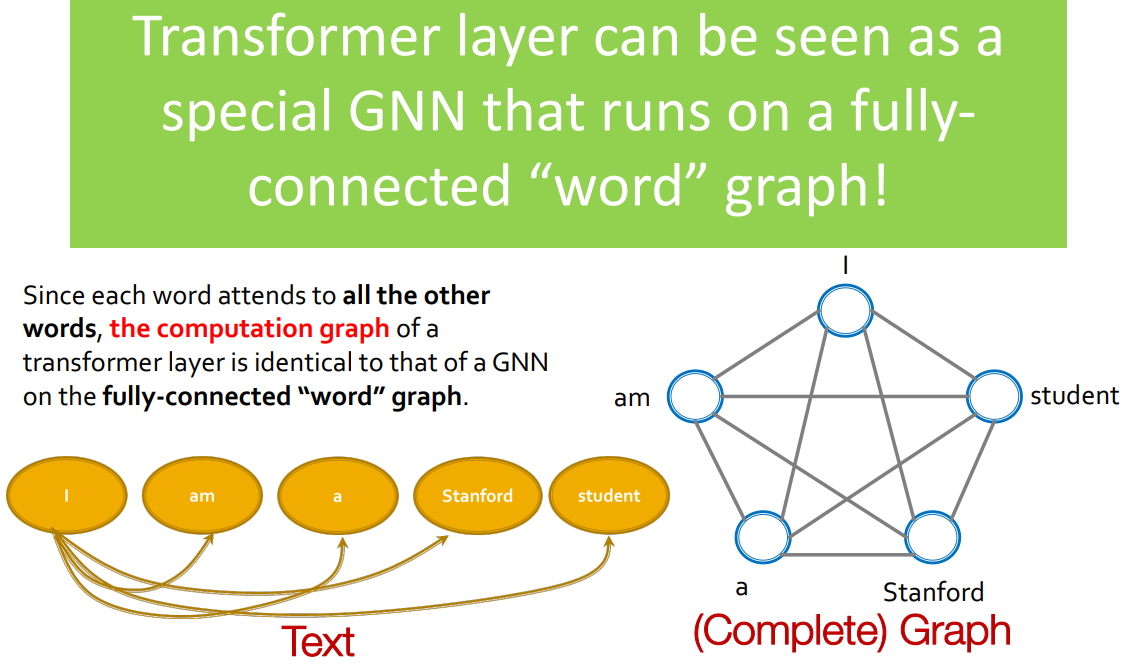 Transformer layer can be seen as a
special GNN that runs on a fully-
connected “word” graph!
Since each word attends to all the other
words, the computation graph of a
transformer layer is identical to that of a GNN
on the fully-connected “word” graph.
I
am
a
Stanford
student
Text
I
am
student
a
Stanford
(Complete) Graph